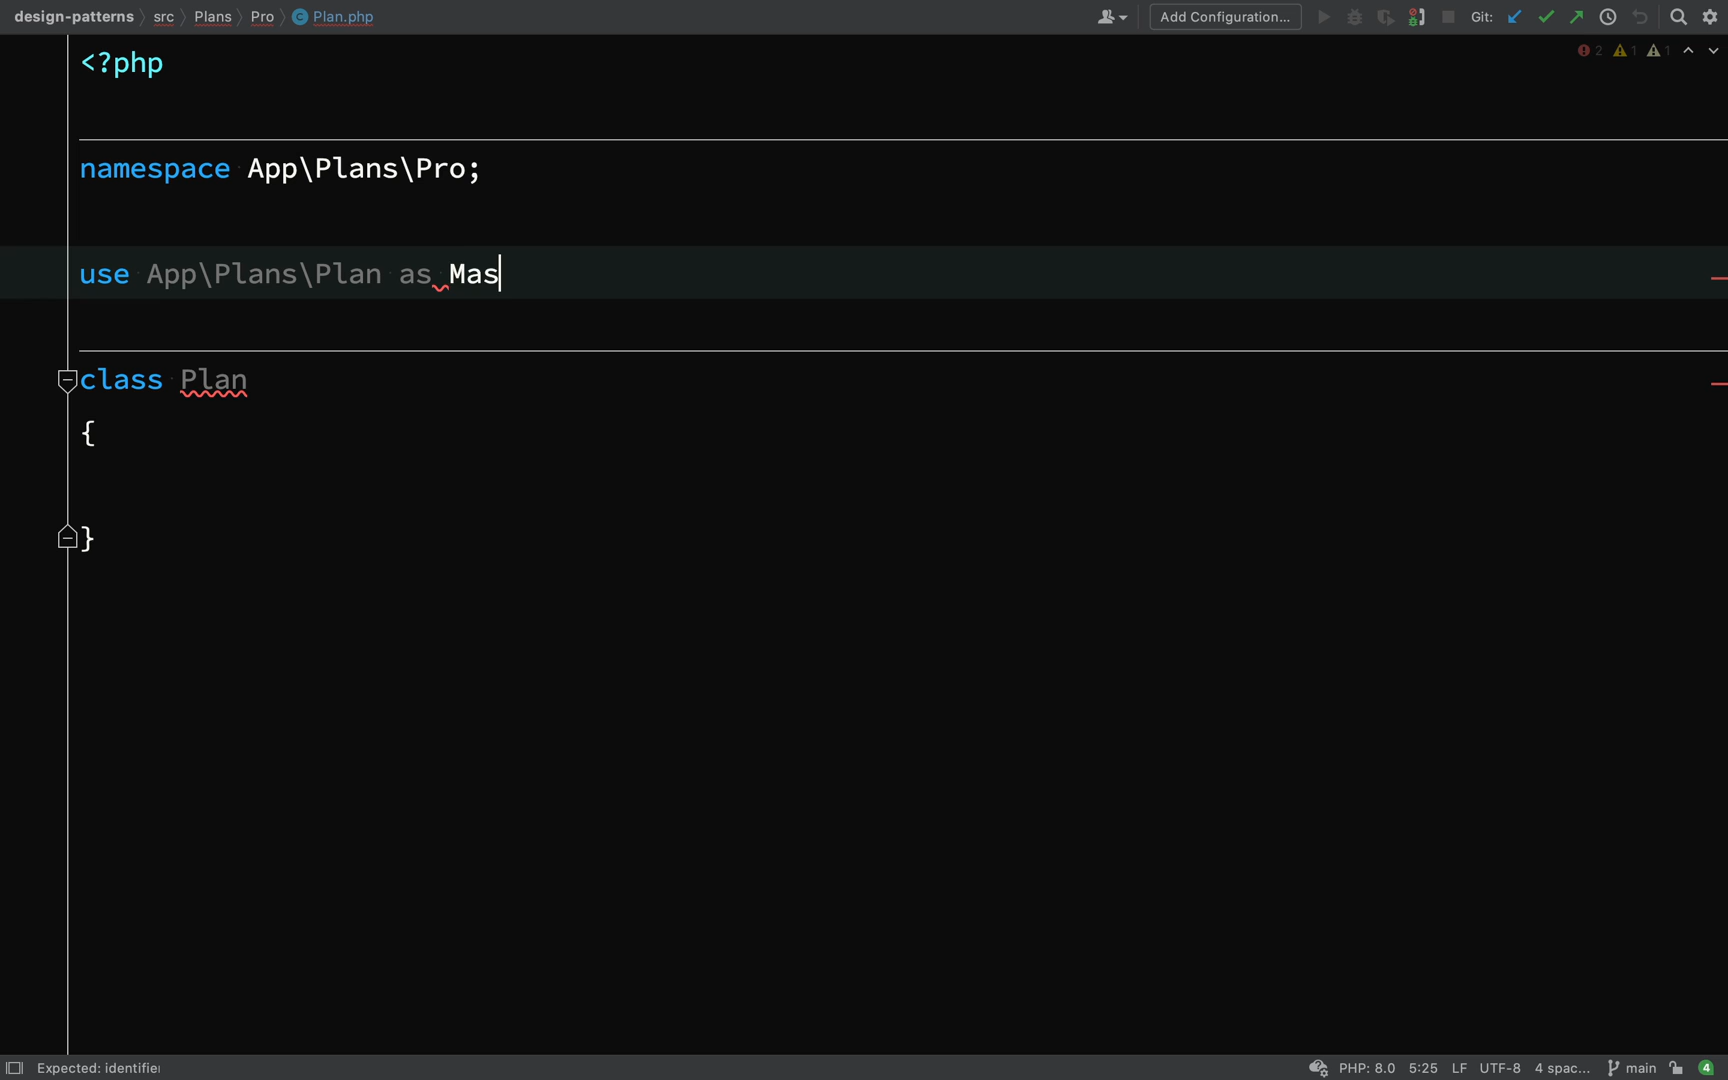 design-patterns src Plans Pro Plan.php Add Configuration... Git:
2 1 1
<?php
namespace App\Plans\Pro;
use App\Plans\Plan as Mas
class Plan
{
}
Expected: identifier PHP: 8.0 5:25 LF UTF-8 4 spac... main 4